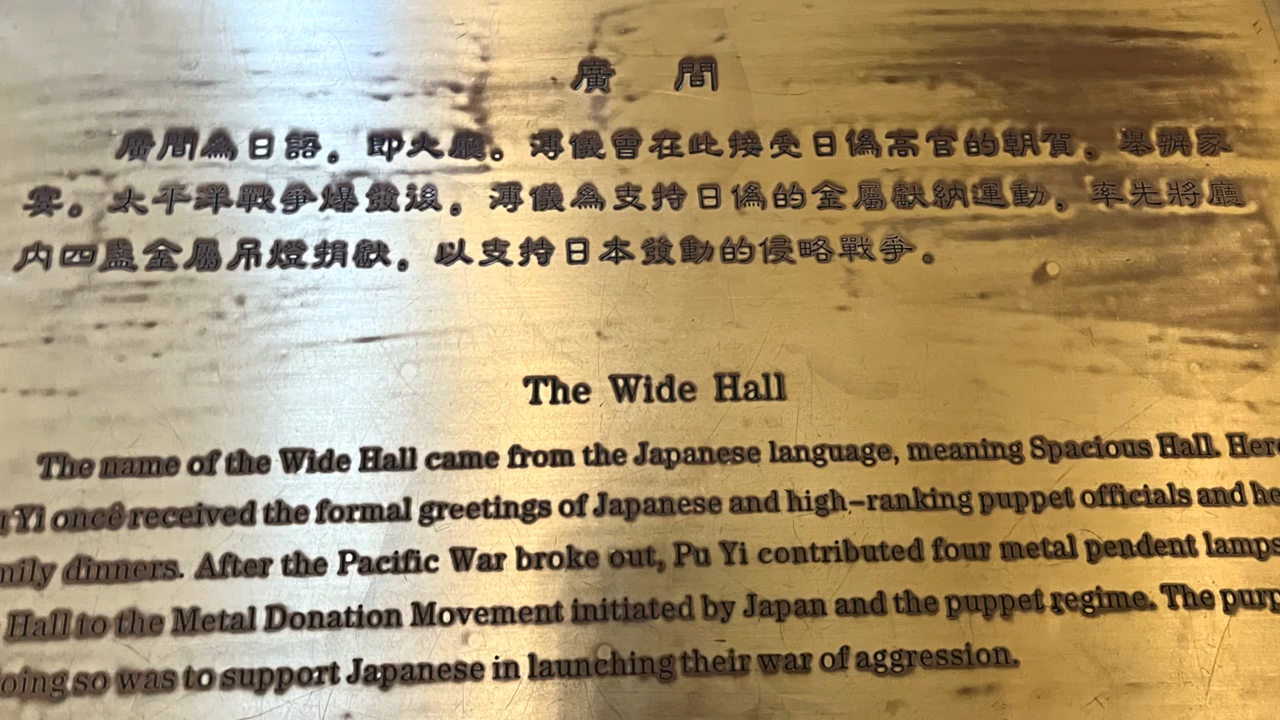 廣 間
廣間為日語。即大廳。溥儀曾在此接受日偽高官的朝賀。舉辦家
宴。太平洋戰爭爆發後。溥儀為支持日偽的金屬獻納運動。率先將廳
内四盞金屬吊燈捐獻。以支持日本發動的侵略戰爭。
The Wide Hall
The name of the Wide Hall came from the Japanese language, meaning Spacious Hall. Here
Yi once received the formal greetings of Japanese and high-ranking puppet officials and he
mily dinners. After the Pacific War broke out, Pu Yi contributed four metal pendent lamps
Hall to the Metal Donation Movement initiated by Japan and the puppet regime. The purp
oing so was to support Japanese in launching their war of aggression.